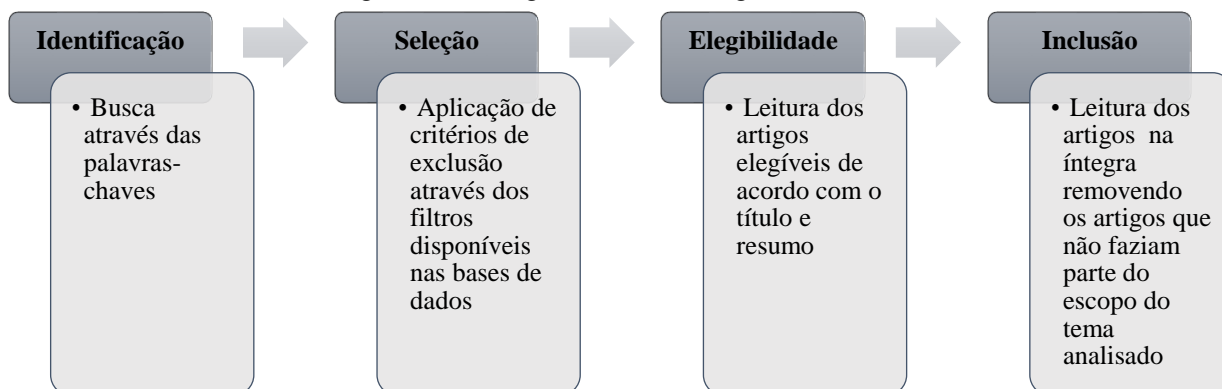 Identificação
• Busca
através das
palavras-
chaves
Seleção
• Aplicação de
critérios de
exclusão
através dos
filtros
disponíveis
nas bases de
dados
Elegibilidade
• Leitura dos
artigos
elegíveis de
acordo com o
título e
resumo
Inclusão
• Leitura dos
artigos na
íntegra
removendo
os artigos que
não faziam
parte do
escopo do
tema
analisado